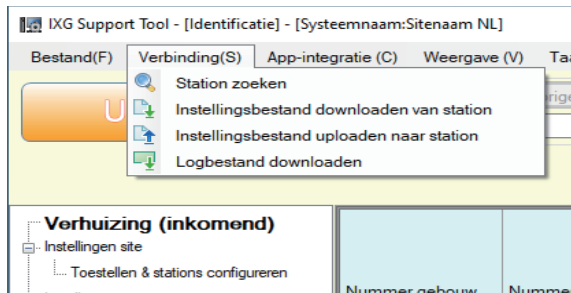 IXG Support Tool - [Identificatie] - [Systeemnaam:Sitenaam NL]
Bestand(F) Verbinding(S) App-integratie (C) Weergave (V)
Station zoeken
Instellingsbestand downloaden van station
Instellingsbestand uploaden naar station
Logbestand downloaden
U
Verhuizing (inkomend)
Instellingen site
Toestellen & stations configureren
Nummer gebouw